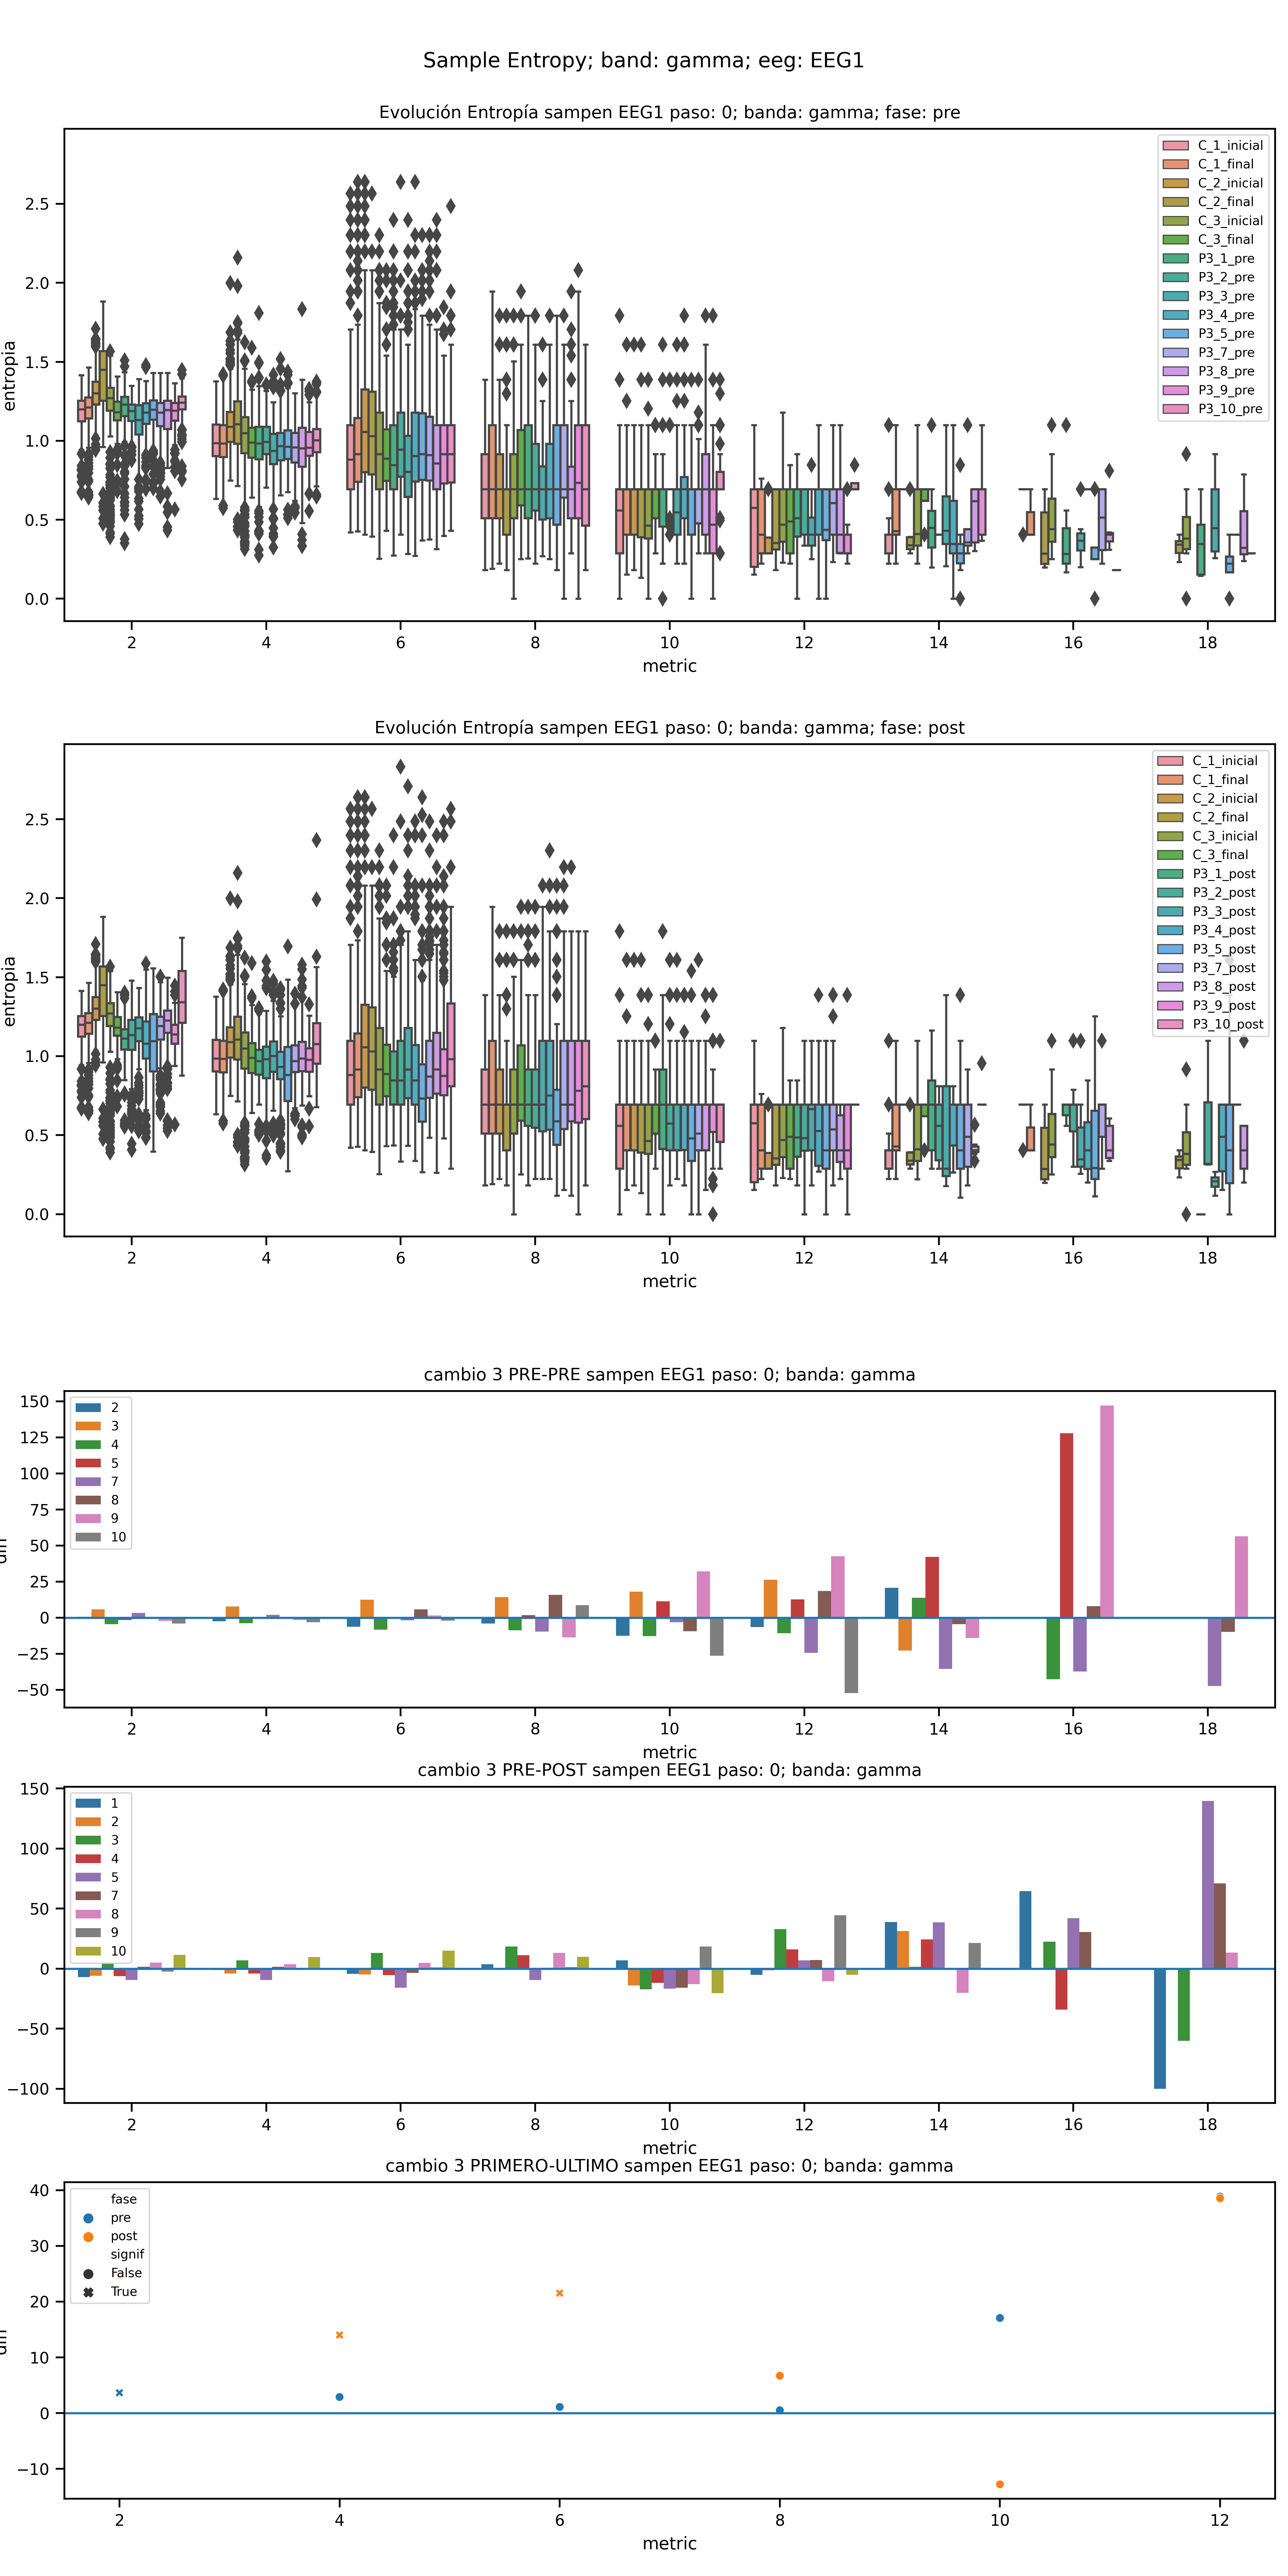 Sample Entropy; band: gamma; eeg: EEG1
Evolución Entropía sampen EEG1 paso: 0; banda: gamma; fase: pre
entropia
2.5
2.0
1.5
1.0
0.5
0.0
C_1_inicial
C_1_final
C_2_inicial
C_2_final
C_3_inicial
C_3_final
P3_1_pre
P3_2_pre
P3_3_pre
P3_4_pre
P3_5_pre
P3_7_pre
P3_8_pre
P3_9_pre
P3_10_pre
2 4 6 8 10 12 14 16 18
metric
Evolución Entropía sampen EEG1 paso: 0; banda: gamma; fase: post
entropia
2.5
2.0
1.5
1.0
0.5
0.0
C_1_inicial
C_1_final
C_2_inicial
C_2_final
C_3_inicial
C_3_final
P3_1_post
P3_2_post
P3_3_post
P3_4_post
P3_5_post
P3_7_post
P3_8_post
P3_9_post
P3_10_post
2 4 6 8 10 12 14 16 18
metric
cambio 3 PRE-PRE sampen EEG1 paso: 0; banda: gamma
150
125
100
75
50
25
0
−25
−50
2
3
4
5
7
8
9
10
2 4 6 8 10 12 14 16 18
metric
cambio 3 PRE-POST sampen EEG1 paso: 0; banda: gamma
150
100
50
0
−50
−100
1
2
3
4
5
7
8
9
10
2 4 6 8 10 12 14 16 18
metric
cambio 3 PRIMERO-ULTIMO sampen EEG1 paso: 0; banda: gamma
40
30
20
10
0
−10
fase
pre
post
signif
False
True
2 4 6 8 10 12
metric